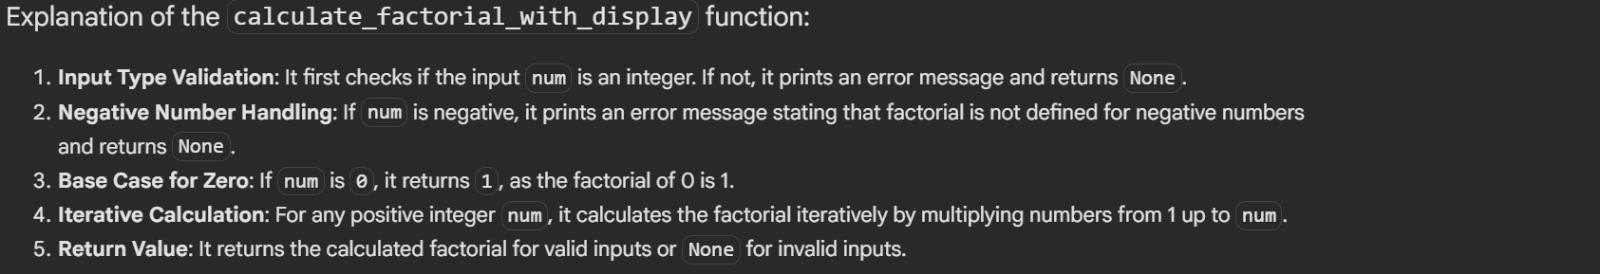 Explanation of the calculate_factorial_with_display function:
1. Input Type Validation: It first checks if the input num is an integer. If not, it prints an error message and returns None.
2. Negative Number Handling: If num is negative, it prints an error message stating that factorial is not defined for negative numbers
and returns None.
3. Base Case for Zero: If num is 0, it returns 1, as the factorial of 0 is 1.
4. Iterative Calculation: For any positive integer num, it calculates the factorial iteratively by multiplying numbers from 1 up to num.
5. Return Value: It returns the calculated factorial for valid inputs or None for invalid inputs.